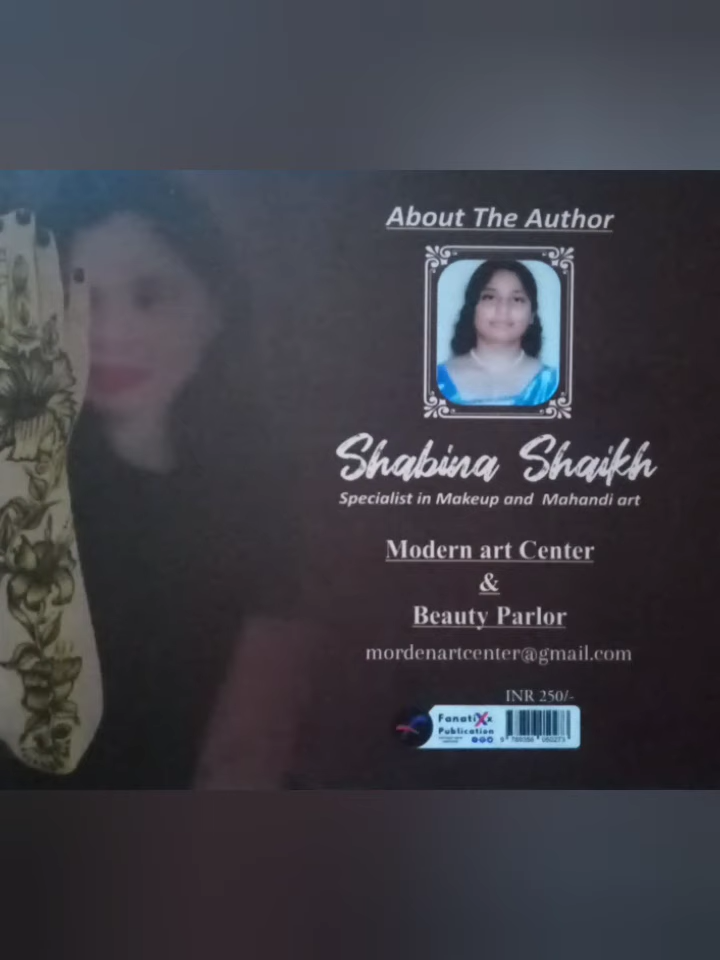 About The Author
Shabina Shaikh
Specialist in Makeup and Mahandi art
Modern art Center
&
Beauty Parlor
mordenartcenter@gmail.com
INR 250/-
FanatiXx
Publication